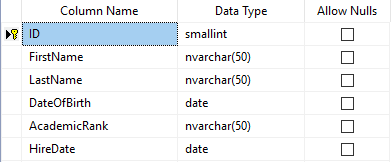 Column Name Data Type Allow Nulls
ID smallint
FirstName nvarchar(50)
LastName nvarchar(50)
DateOfBirth date
AcademicRank nvarchar(50)
HireDate date